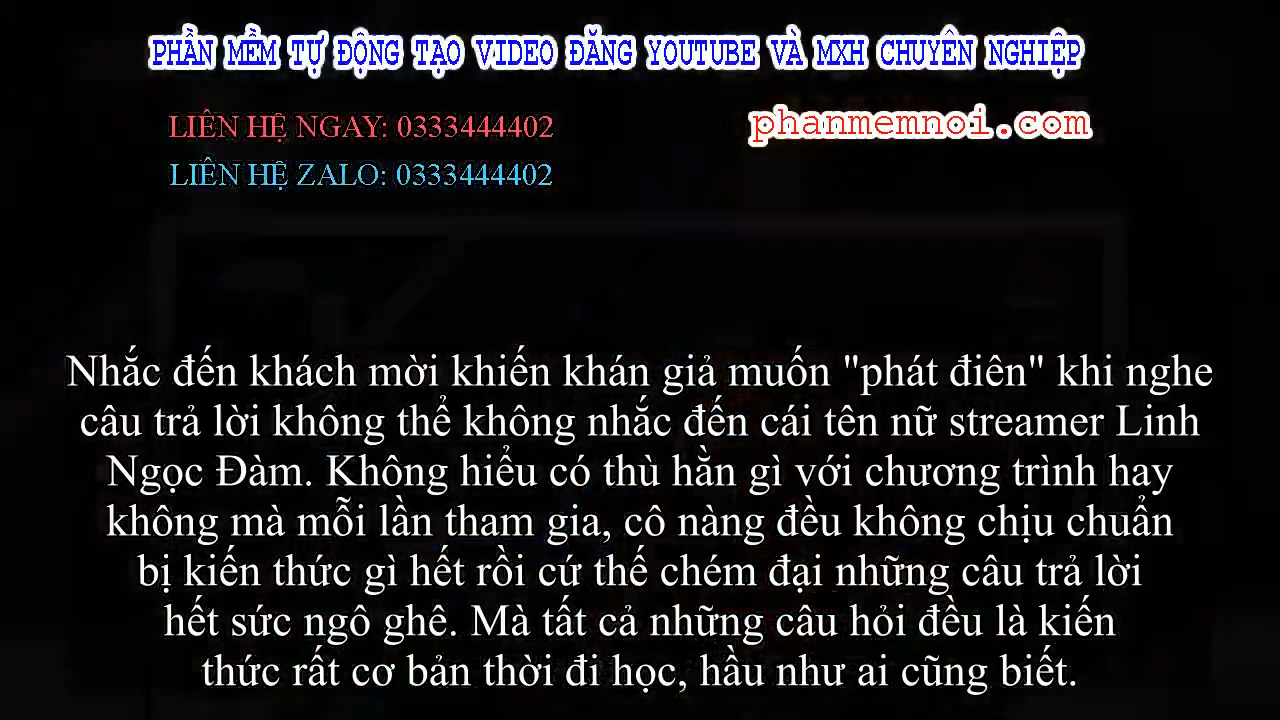 PHẦN MỀM TỰ ĐỘNG TẠO VIDEO ĐĂNG YOUTUBE VÀ MXH CHUYÊN NGHIỆP
LIÊN HỆ NGAY: 0333444402
phanmemnoi.com
LIÊN HỆ ZALO: 0333444402
Nhắc đến khách mời khiến khán giả muốn "phát điên" khi nghe
câu trả lời không thể không nhắc đến cái tên nữ streamer Linh
Ngọc Đàm. Không hiểu có thù hằn gì với chương trình hay
không mà mỗi lần tham gia, cô nàng đều không chịu chuẩn
bị kiến thức gì hết rồi cứ thế chém đại những câu trả lời
hết sức ngô ghê. Mà tất cả những câu hỏi đều là kiến
thức rất cơ bản thời đi học, hầu như ai cũng biết.